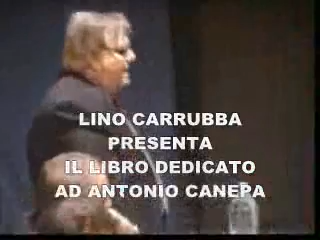 LINO CARRUBBA
PRESENTA
IL LIBRO DEDICATO
AD ANTONIO CANEPA